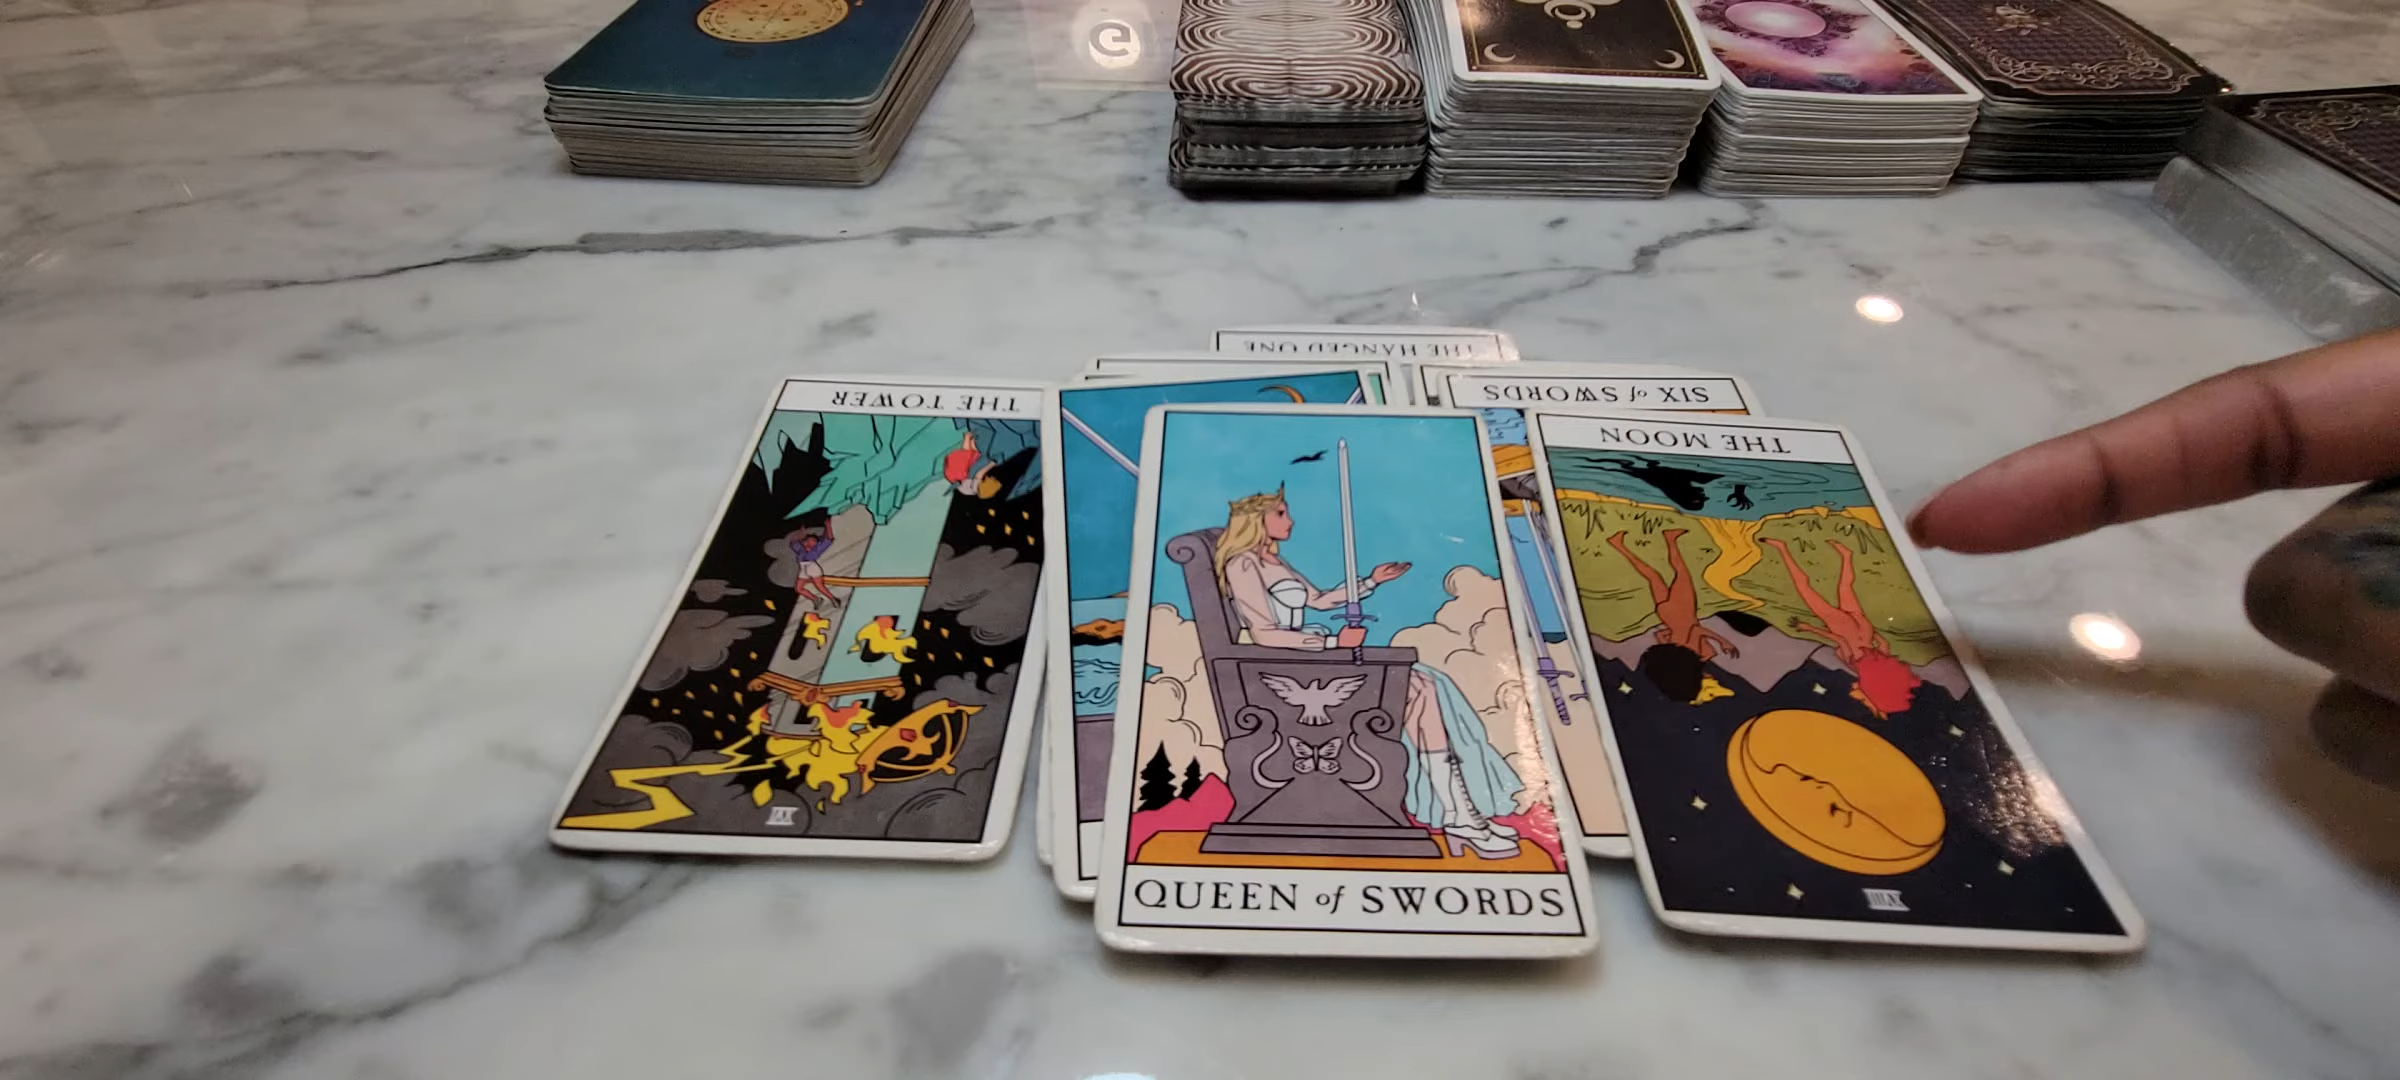 THE HANGED ONE
SIX of SWORDS
THE TOWER
THE MOON
QUEEN of SWORDS